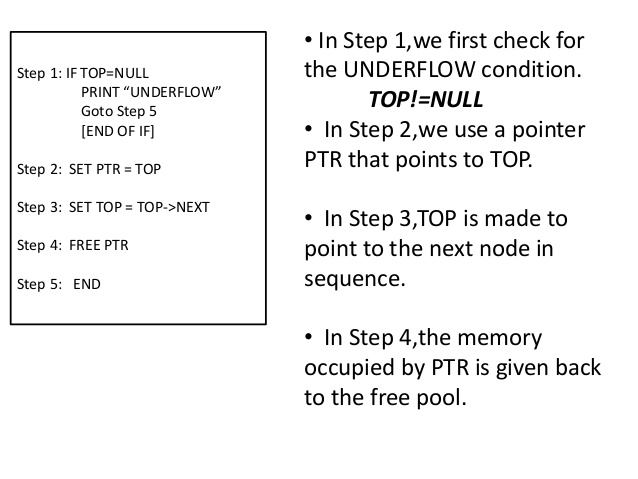 Step 1: IF TOP=NULL
PRINT “UNDERFLOW”
Goto Step 5
[END OF IF]
Step 2: SET PTR = TOP
Step 3: SET TOP = TOP->NEXT
Step 4: FREE PTR
Step 5: END
• In Step 1,we first check for
the UNDERFLOW condition.
TOP!=NULL
• In Step 2,we use a pointer
PTR that points to TOP.
• In Step 3,TOP is made to
point to the next node in
sequence.
• In Step 4,the memory
occupied by PTR is given back
to the free pool.